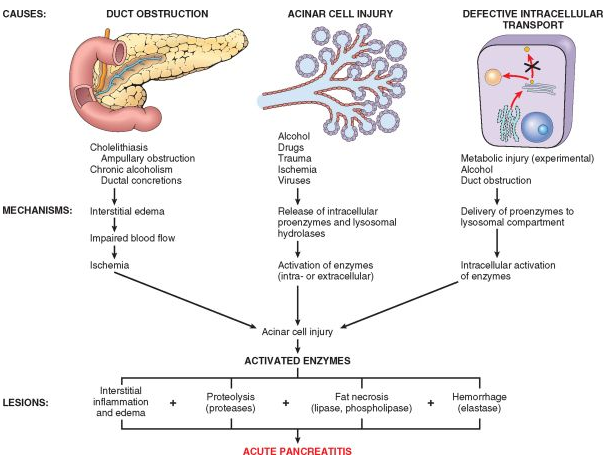 CAUSES:
DUCT OBSTRUCTION
ACINAR CELL INJURY
DEFECTIVE INTRACELLULAR
TRANSPORT
Cholelithiasis
Ampullary obstruction
Chronic alcoholism
Ductal concretions
Alcohol
Drugs
Trauma
Ischemia
Viruses
Metabolic injury (experimental)
Alcohol
Duct obstruction
MECHANISMS:
Interstitial edema
Impaired blood flow
Ischemia
Release of intracellular
proenzymes and lysosomal
hydrolases
Activation of enzymes
(intra- or extracellular)
Delivery of proenzymes to
lysosomal compartment
Intracellular activation
of enzymes
Acinar cell injury
ACTIVATED ENZYMES
LESIONS:
Interstitial
inflammation
and edema
+
Proteolysis
(proteases)
+
Fat necrosis
(lipase, phospholipase)
+
Hemorrhage
(elastase)
ACUTE PANCREATITIS